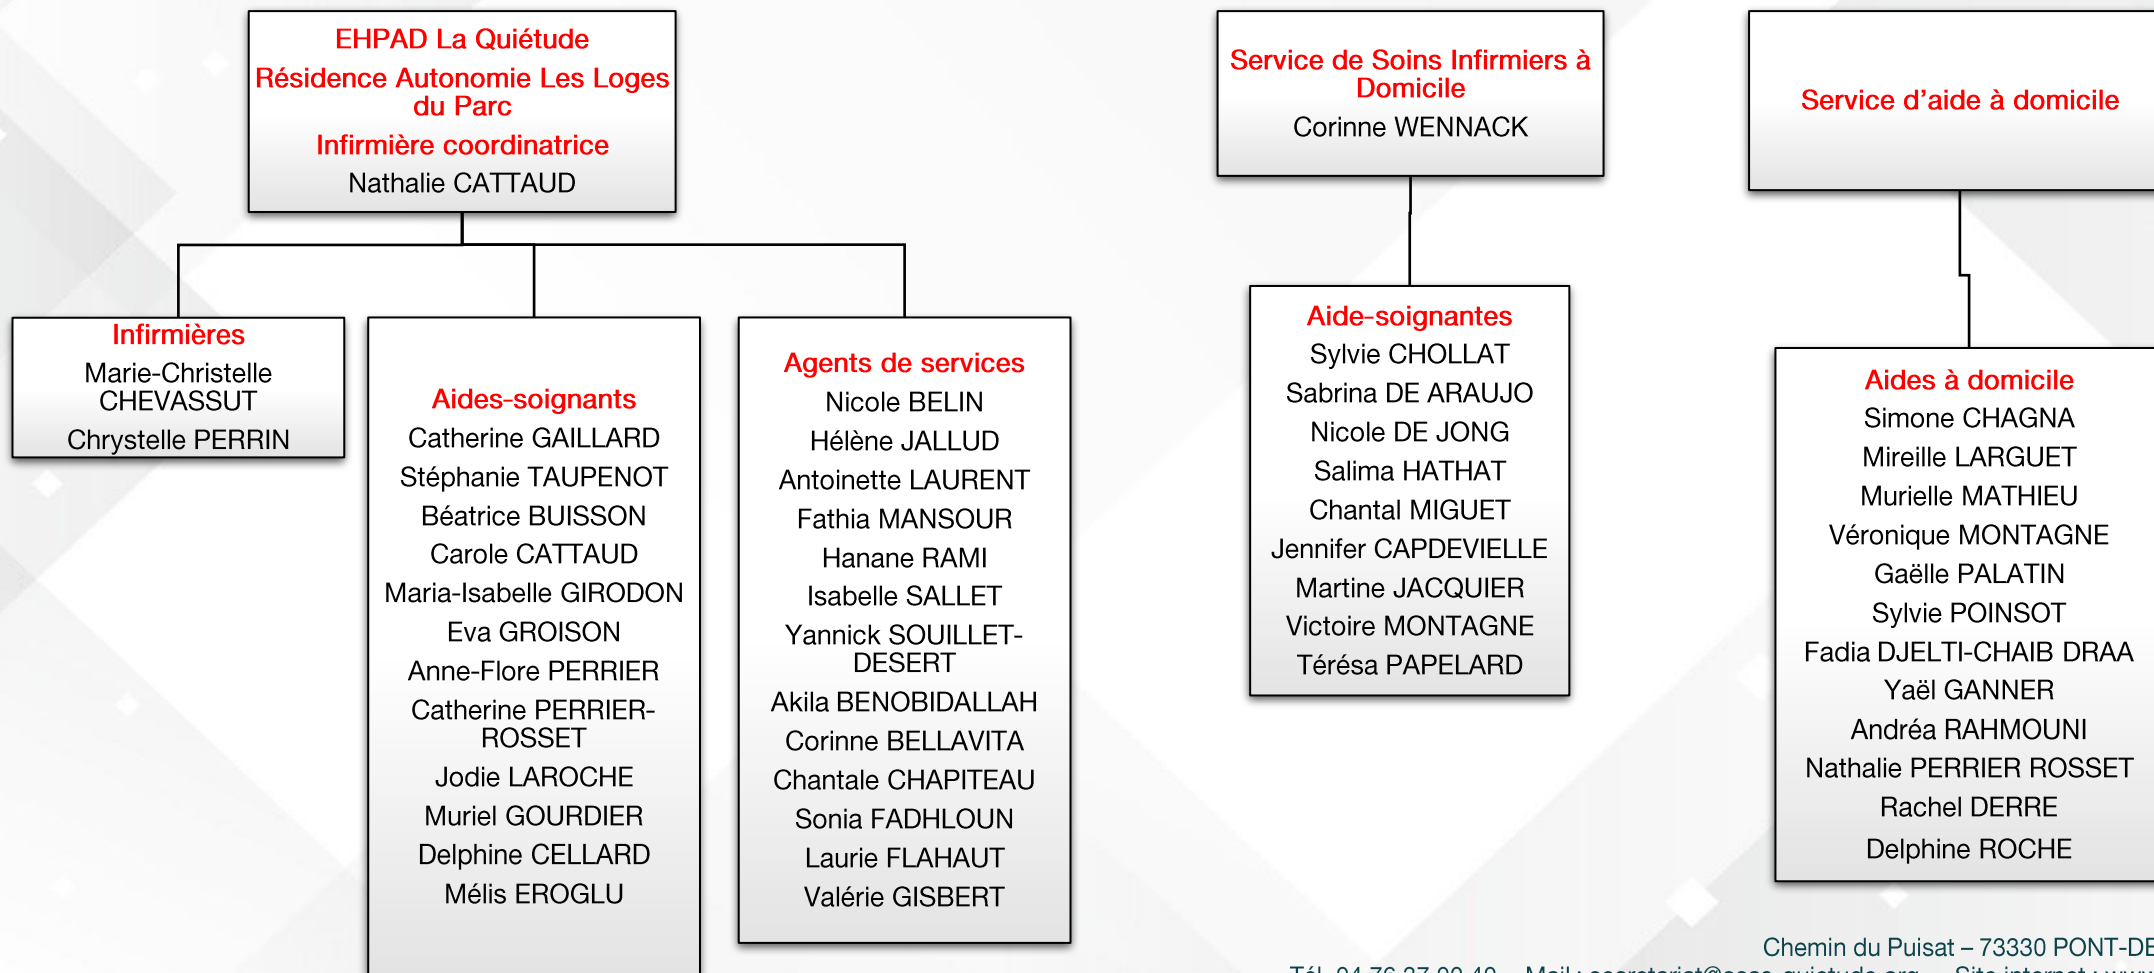 EHPAD La Quiétude
Résidence Autonomie Les Loges
du Parc
Infirmière coordinatrice
Nathalie CATTAUD
Infirmières
Marie-Christelle
CHEVASSUT
Chrystelle PERRIN
Aides-soignants
Catherine GAILLARD
Stéphanie TAUPENOT
Béatrice BUISSON
Carole CATTAUD
Maria-Isabelle GIRODON
Eva GROISON
Anne-Flore PERRIER
Catherine PERRIER-
ROSSET
Jodie LAROCHE
Muriel GOURDIER
Delphine CELLARD
Mélis EROGLU
Agents de services
Nicole BELIN
Hélène JALLUD
Antoinette LAURENT
Fathia MANSOUR
Hanane RAMI
Isabelle SALLET
Yannick SOUILLET-
DESERT
Akila BENOBIDALLAH
Corinne BELLAVITA
Chantale CHAPITEAU
Sonia FADHLOUN
Laurie FLAHAUT
Valérie GISBERT
Service de Soins Infirmiers à
Domicile
Corinne WENNACK
Aide-soignantes
Sylvie CHOLLAT
Sabrina DE ARAUJO
Nicole DE JONG
Salima HATHAT
Chantal MIGUET
Jennifer CAPDEVIELLE
Martine JACQUIER
Victoire MONTAGNE
Térésa PAPELARD
Service d’aide à domicile
Aides à domicile
Simone CHAGNA
Mireille LARGUET
Murielle MATHIEU
Véronique MONTAGNE
Gaëlle PALATIN
Sylvie POINSOT
Fadia DJELTI-CHAIB DRAA
Yaël GANNER
Andréa RAHMOUNI
Nathalie PERRIER ROSSET
Rachel DERRE
Delphine ROCHE
Chemin du Puisat – 73330 PONT-DE